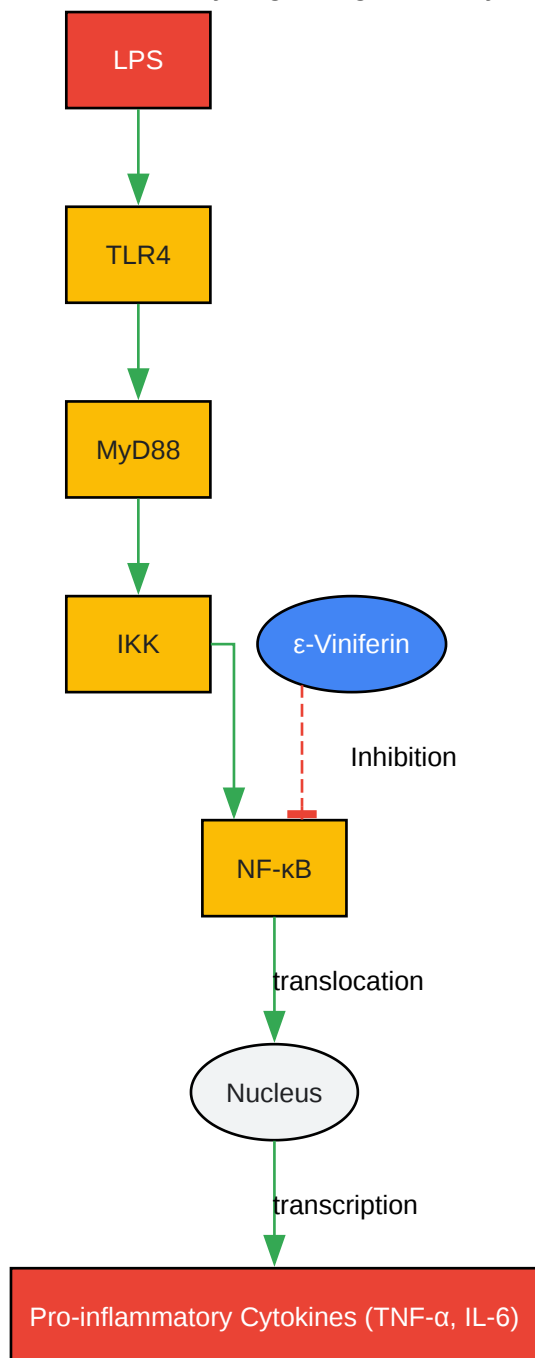 LPS
TLR4
MyD88
IKK
ε-Viniferin
Inhibition
NF-κB
translocation
Nucleus
transcription
Pro-inflammatory Cytokines (TNF-α, IL-6)